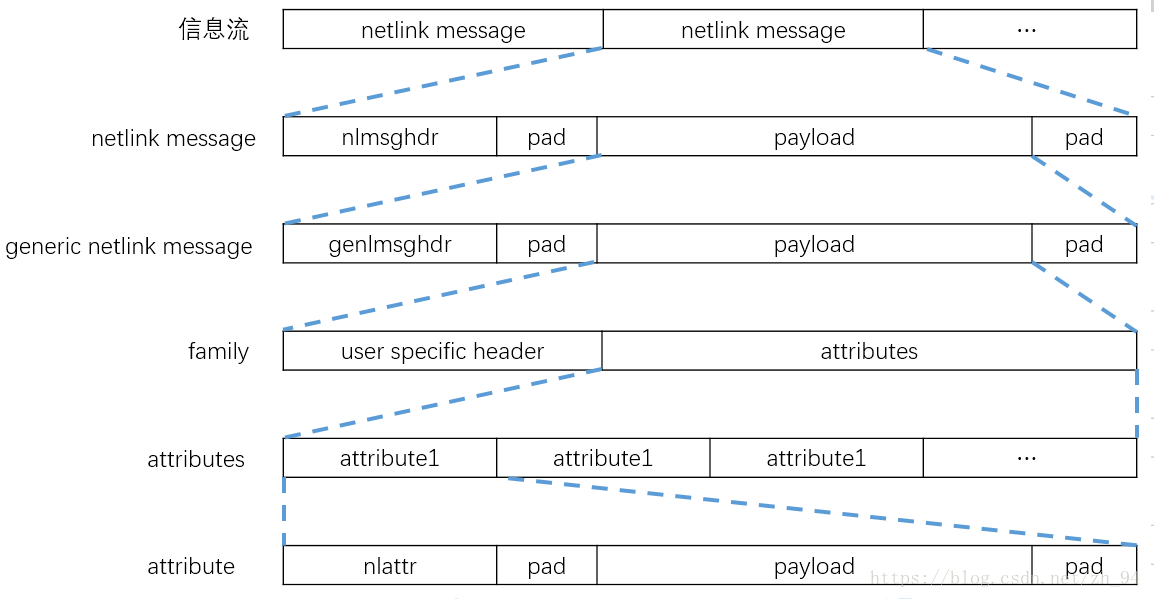 信息流 netlink message netlink message ...
netlink message nlmsghdr pad payload pad
generic netlink message genlmsghdr pad payload pad
family user specific header attributes
attributes attribute1 attribute1 attribute1 ...
attribute nlattr pad payload pad
https://blog.csdn.net/zh_94